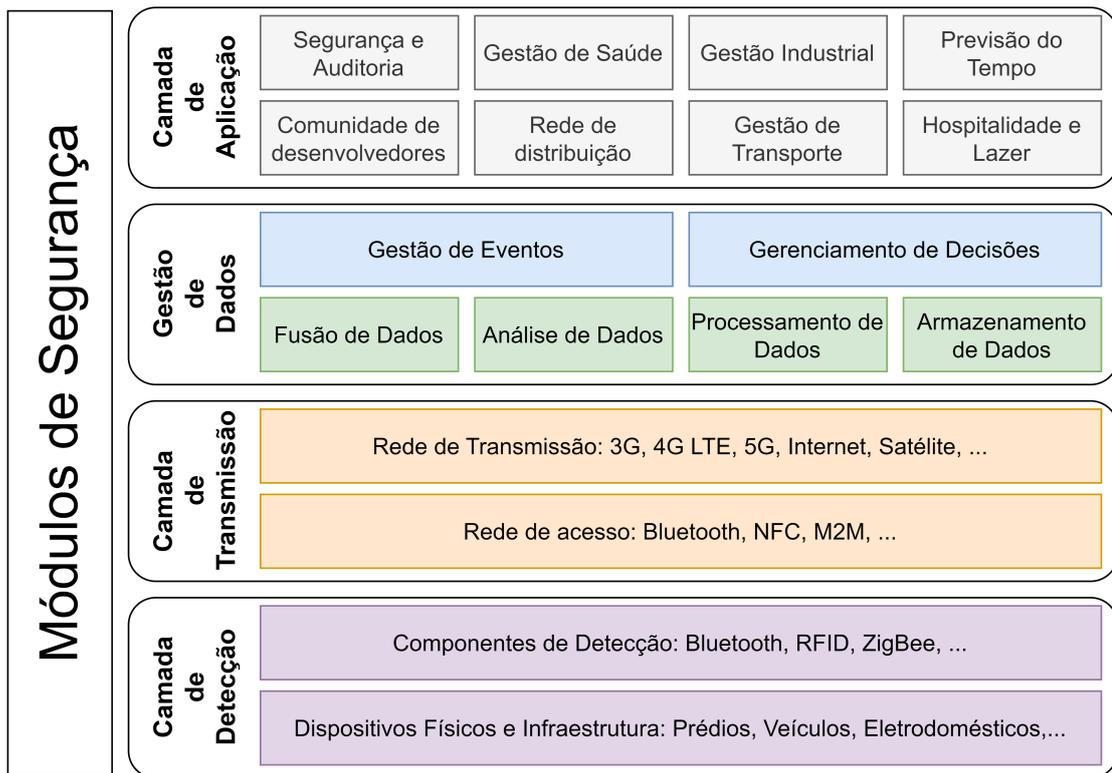 Módulos de Segurança
Camada
de
Aplicação
Segurança e
Auditoria
Gestão de Saúde
Gestão Industrial
Previsão do
Tempo
Comunidade de
desenvolvedores
Rede de
distribuição
Gestão de
Transporte
Hospitalidade e
Lazer
Gestão
de
Dados
Gestão de Eventos
Gerenciamento de Decisões
Fusão de Dados
Análise de Dados
Processamento de
Dados
Armazenamento
de Dados
Camada
de
Transmissão
Rede de Transmissão: 3G, 4G LTE, 5G, Internet, Satélite, ...
Rede de acesso: Bluetooth, NFC, M2M, ...
Camada
de
Detecção
Componentes de Detecção: Bluetooth, RFID, ZigBee, ...
Dispositivos Físicos e Infraestrutura: Prédios, Veículos, Eletrodomésticos,...